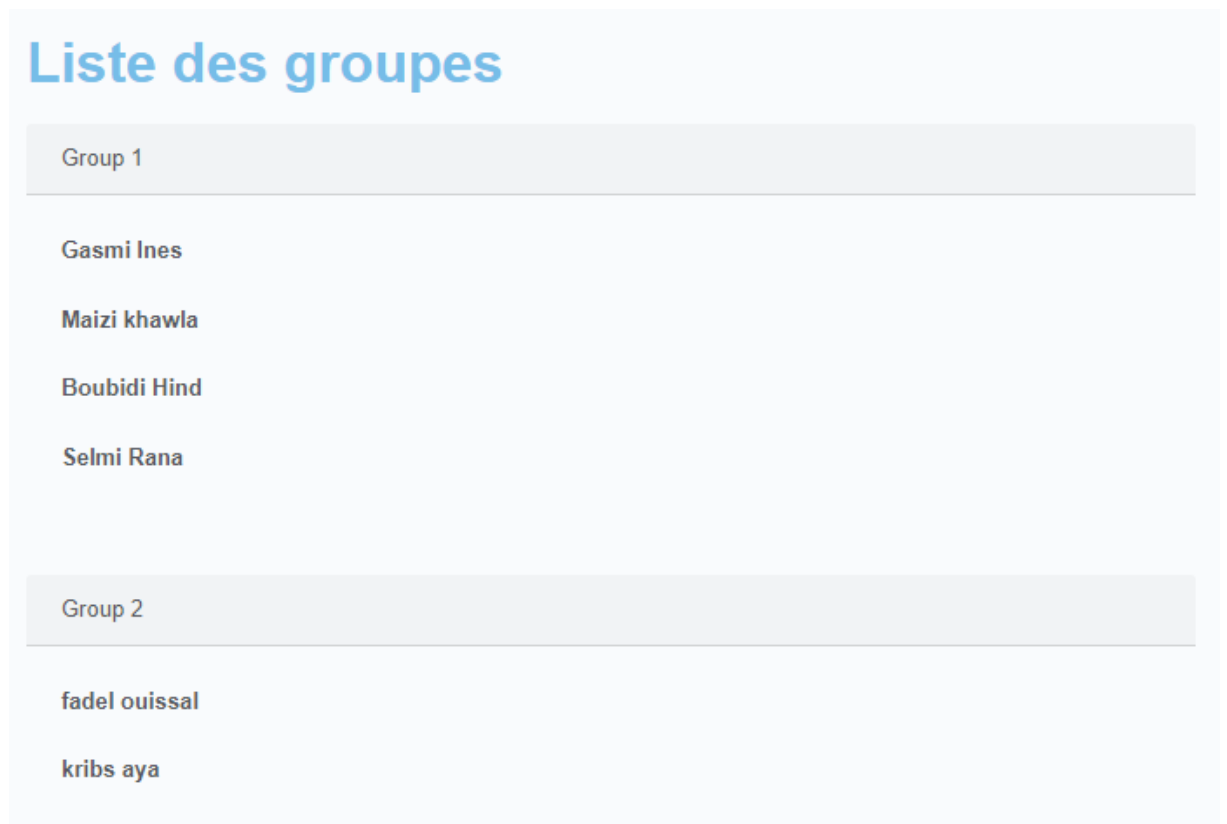 Liste des groupes
Group 1
Gasmi Ines
Maizi khawla
Boubidi Hind
Selmi Rana
Group 2
fadel ouissal
kribs aya